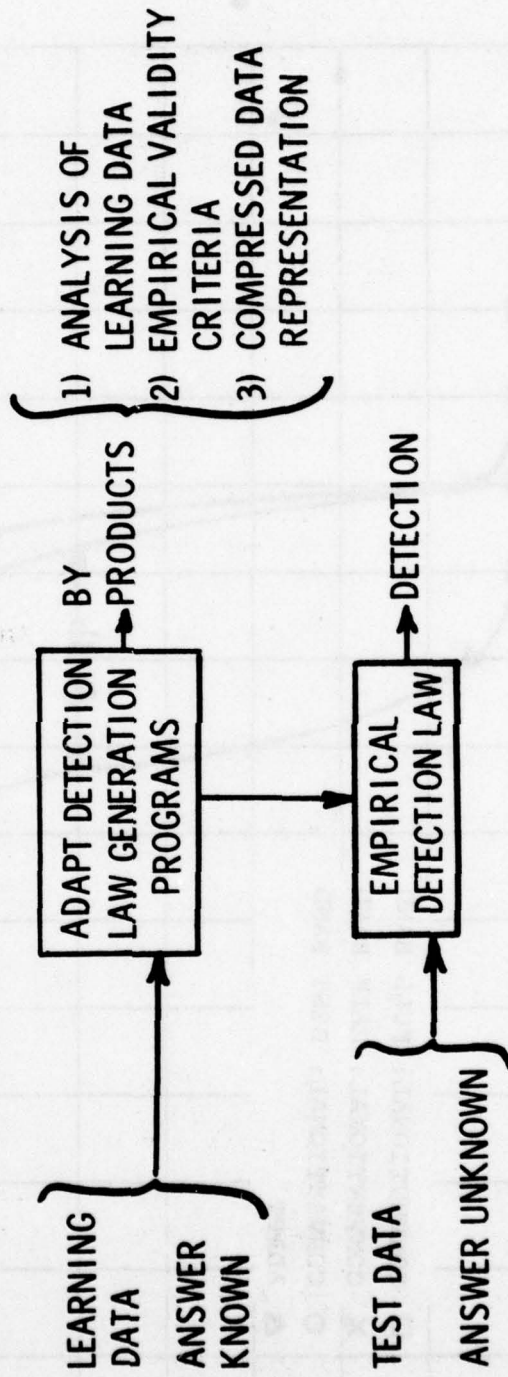 LEARNING
DATA
ANSWER
KNOWN
ADAPT DETECTION
LAW GENERATION
PROGRAMS
BY
PRODUCTS
1) ANALYSIS OF
LEARNING DATA
2) EMPIRICAL VALIDITY
CRITERIA
3) COMPRESSED DATA
REPRESENTATION
TEST DATA
ANSWER UNKNOWN
EMPIRICAL
DETECTION LAW
DETECTION